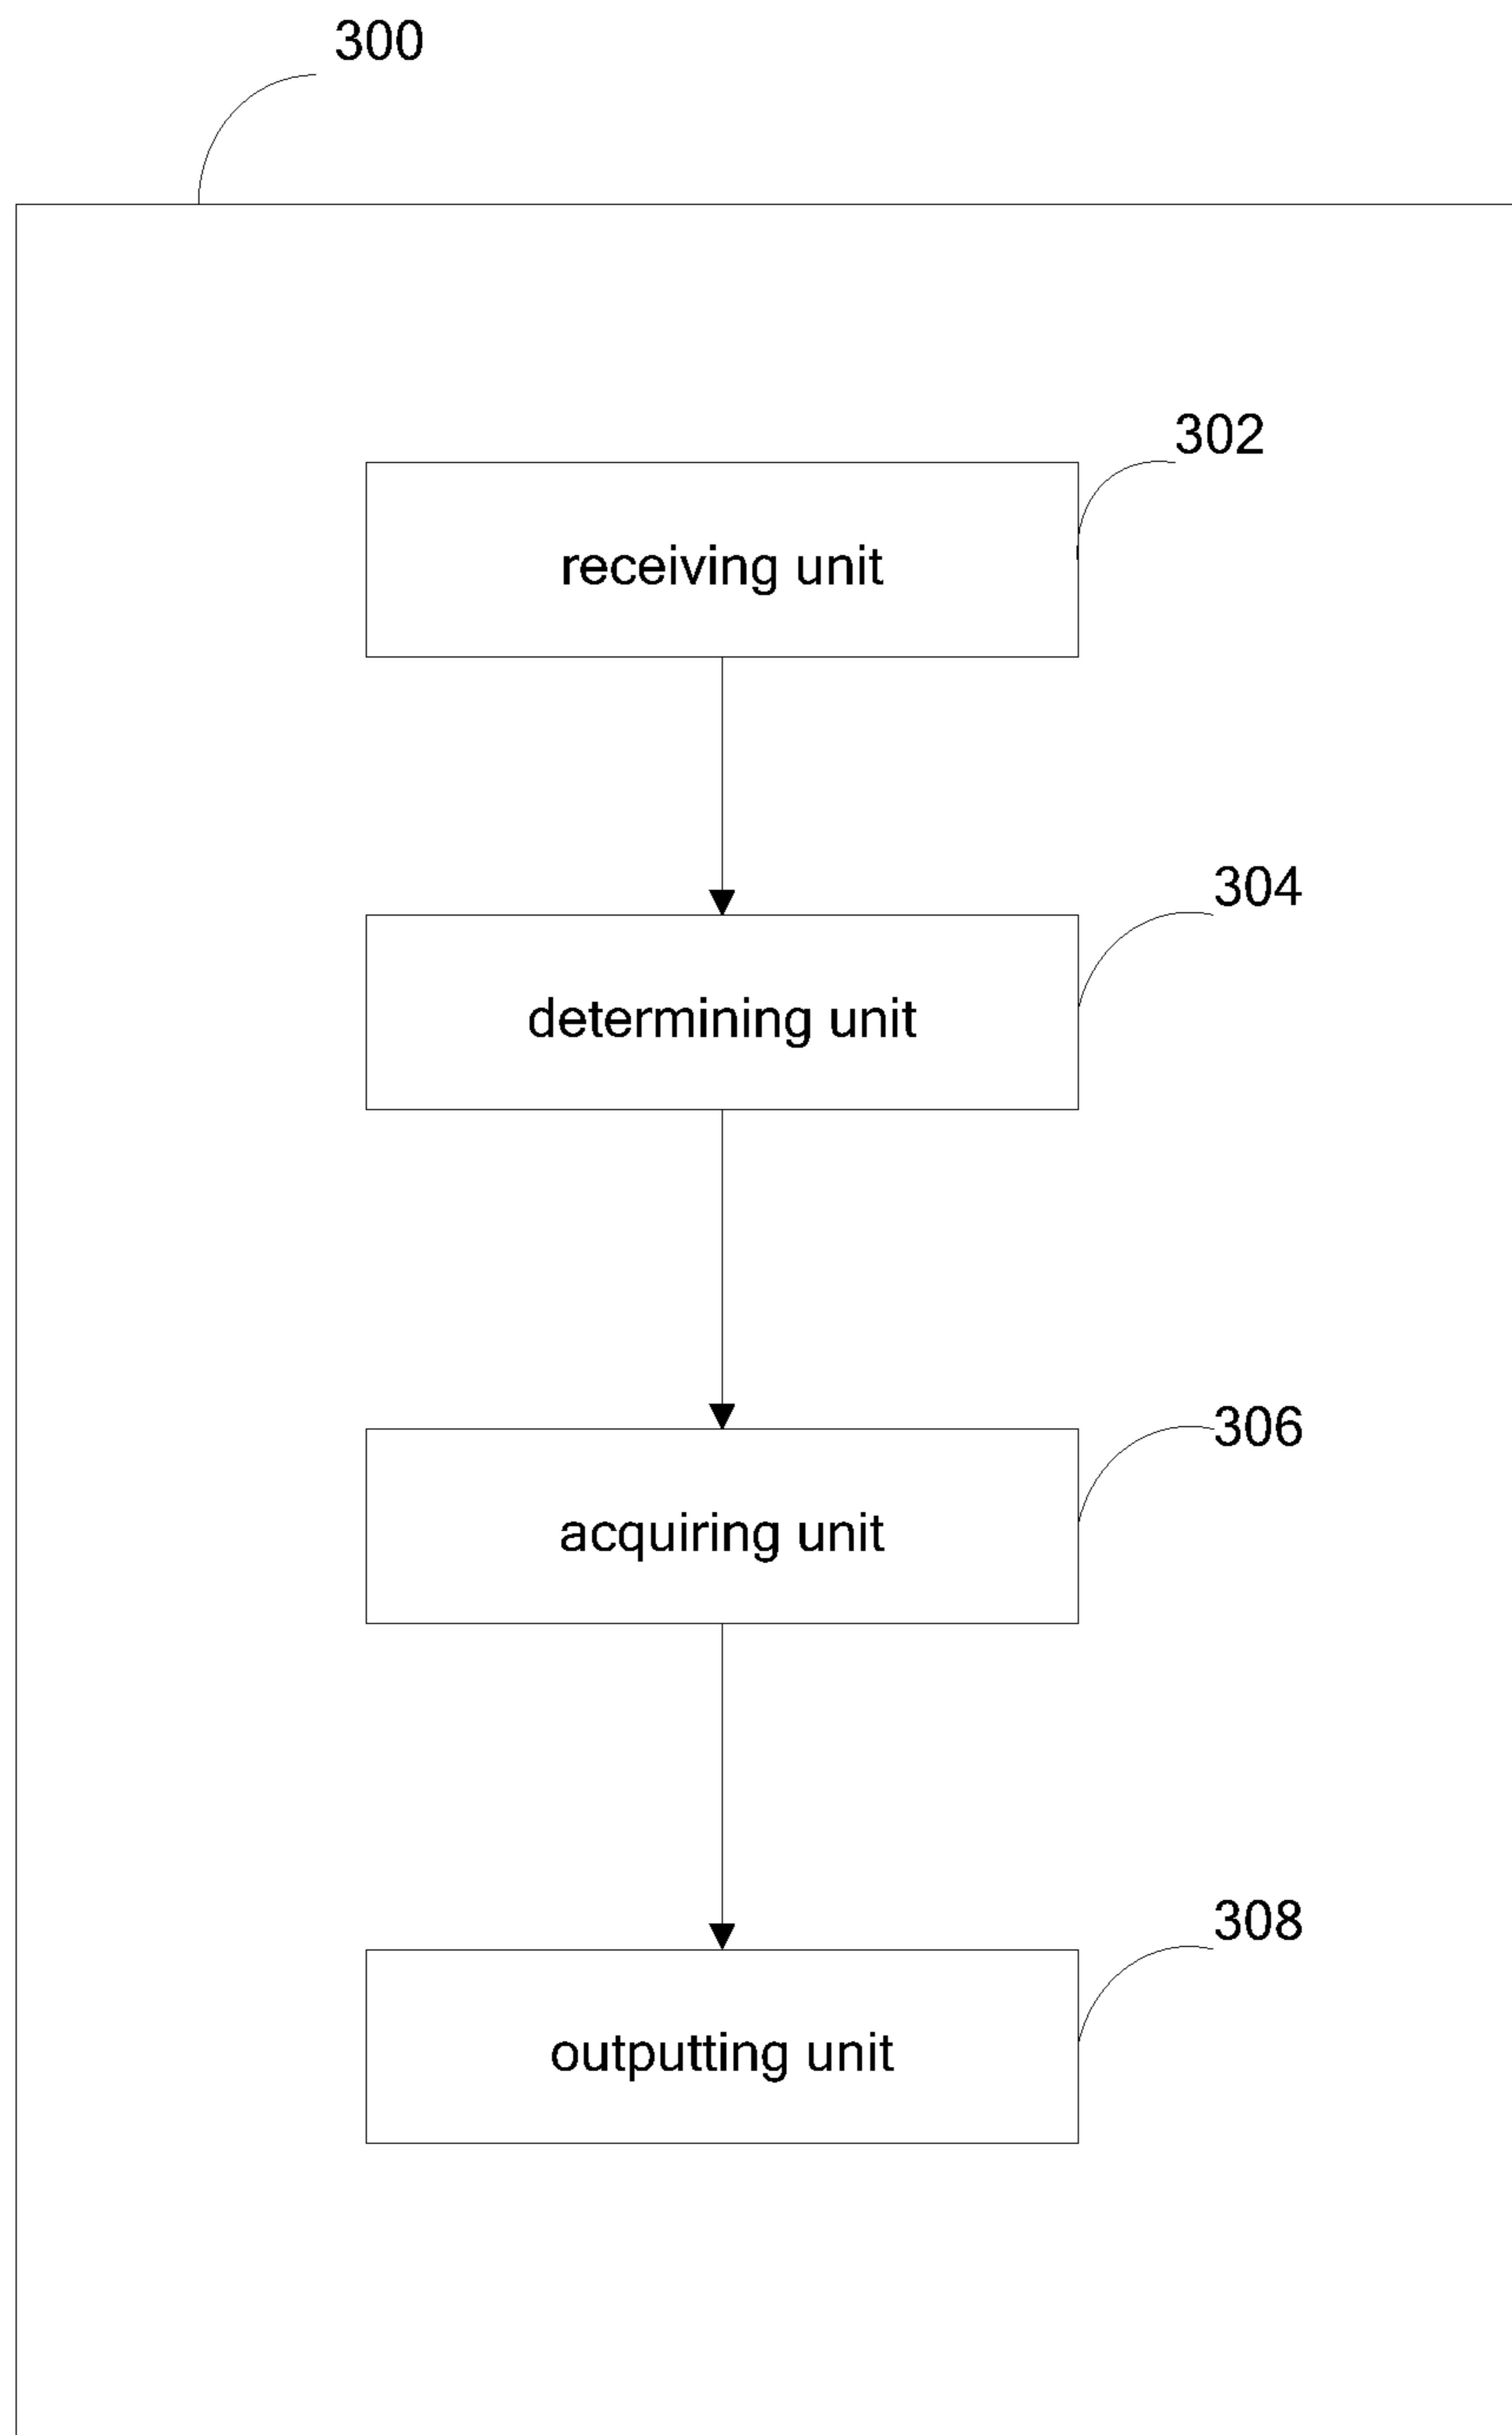 300
302
receiving unit
304
determining unit
306
acquiring unit
308
outputting unit